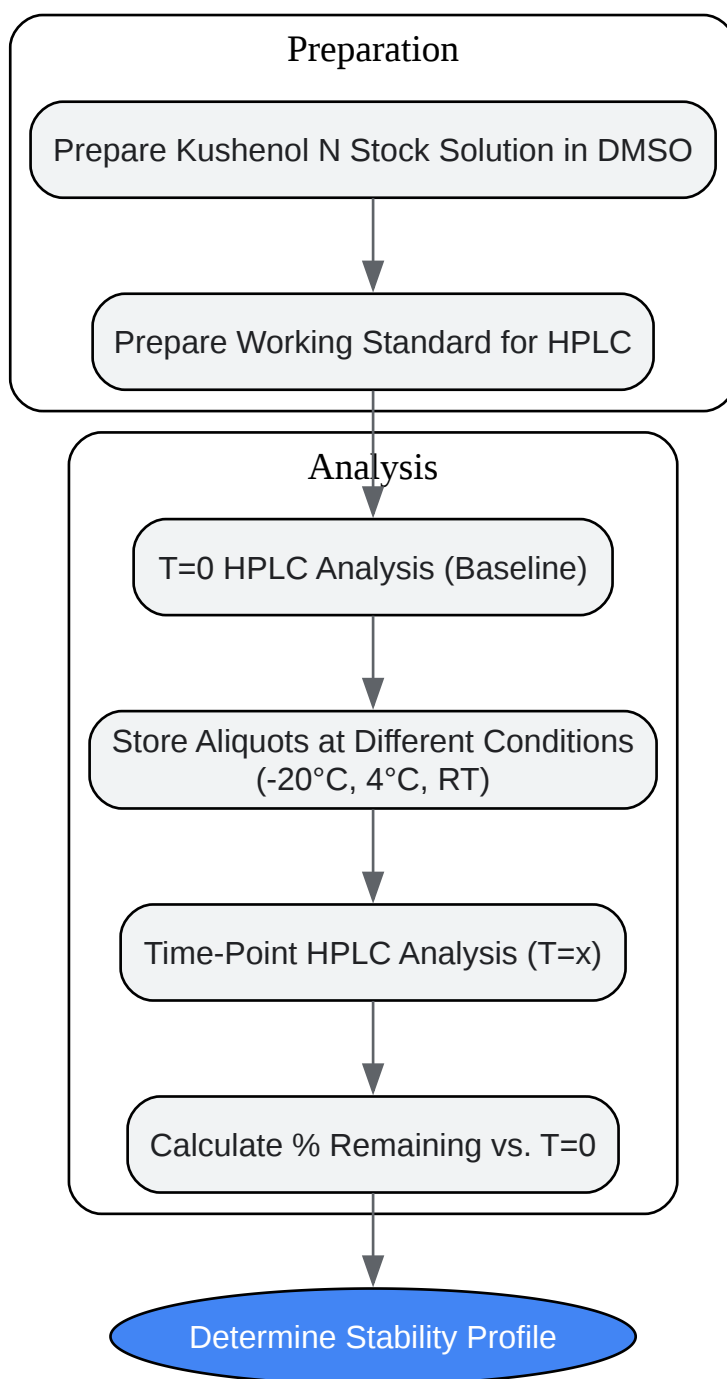 Preparation
Prepare Kushenol N Stock Solution in DMSO
Prepare Working Standard for HPLC
Analysis
T=0 HPLC Analysis (Baseline)
Store Aliquots at Different Conditions
(-20°C, 4°C, RT)
Time-Point HPLC Analysis (T=x)
Calculate % Remaining vs. T=0
Determine Stability Profile